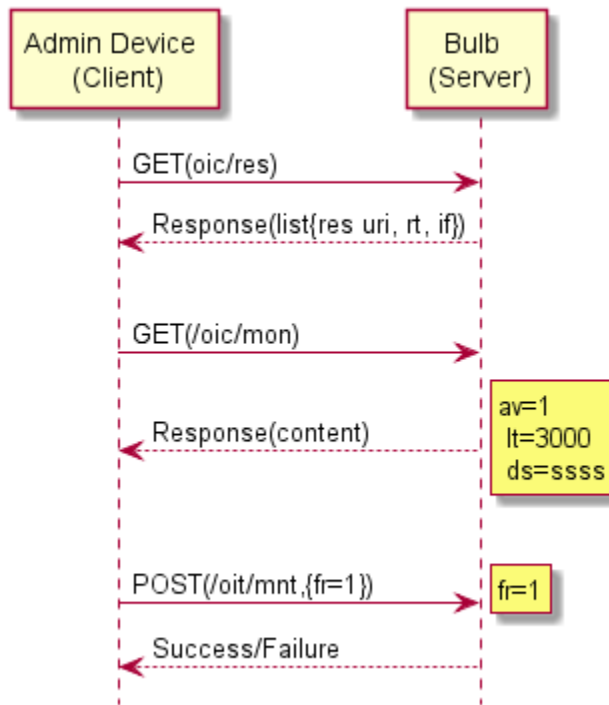 Admin Device
(Client)
Bulb
(Server)
GET(oic/res)
Response(list{res uri, rt, if})
GET(/oic/mon)
av=1
lt=3000
ds=ssss
Response(content)
POST(/oit/mnt,{fr=1})
fr=1
Success/Failure